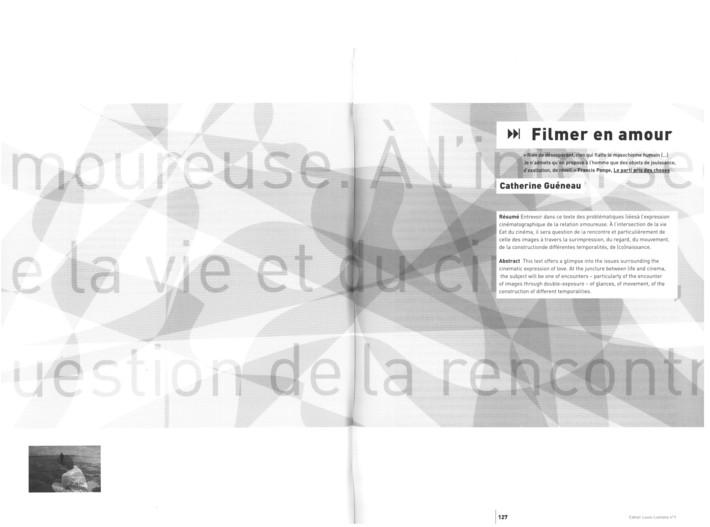 moureuse. À l'inte se
e la vie et du ci
uestion de la rencontr
Filmer en amour
« Rien de désespérant, rien qui flatte le masochisme humain (...)
Je n'admets qu'on propose à l'homme que des objets de jouissance,
d'exaltation, de réveil. » Francis Ponge, Le parti pris des choses
Catherine Guéneau
Résumé Entrevoir dans ce texte des problématiques liéesà l'expression
cinématographique de la relation amoureuse. À l'intersection de la vie
Eet du cinéma, il sera question de la rencontre et particulièrement de
celle des images à travers la surimpression, du regard, du mouvement,
de la constructionde différentes temporalités, de (co)naissance.
Abstract This text offers a glimpse into the issues surrounding the
cinematic expression of love. At the juncture between life and cinema,
the subject will be one of encounters – particularly of the encounter
of images through double-exposure – of glances, of movement, of the
construction of different temporalities.
127
Cahier Louis-Lumière n°5